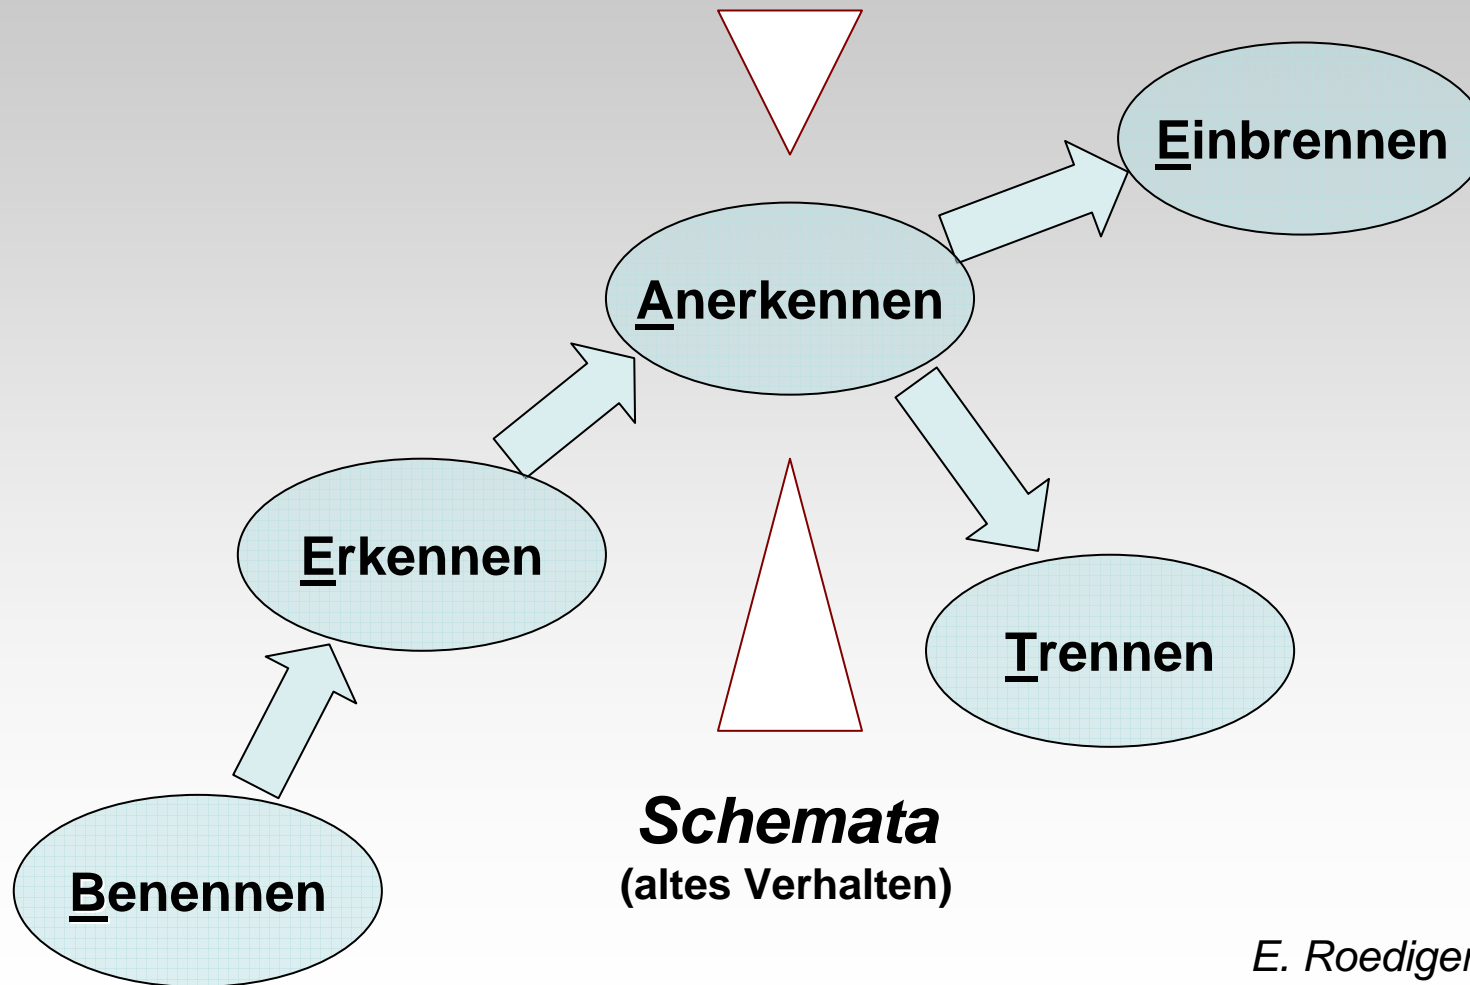 Einbrennen
Anerkennen
Erkennen
Trennen
Schemata
(altes Verhalten)
Benennen
E. Roediger